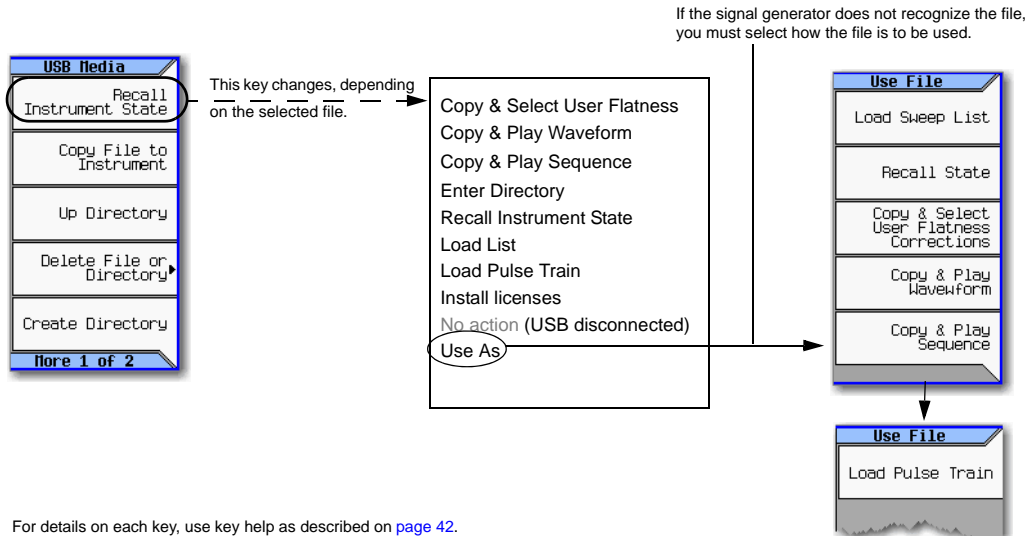 If the signal generator does not recognize the file,
you must select how the file is to be used.
USB Media
Recall
Instrument State
Copy File to
Instrument
Up Directory
Delete File or
Directory
Create Directory
More 1 of 2
This key changes, depending
on the selected file.
Copy & Select User Flatness
Copy & Play Waveform
Copy & Play Sequence
Enter Directory
Recall Instrument State
Load List
Load Pulse Train
Install licenses
No action (USB disconnected)
Use As
Use File
Load Sweep List
Recall State
Copy & Select
User Flatness
Corrections
Copy & Play
Wavewform
Copy & Play
Sequence
Use File
Load Pulse Train
For details on each key, use key help as described on page 42.